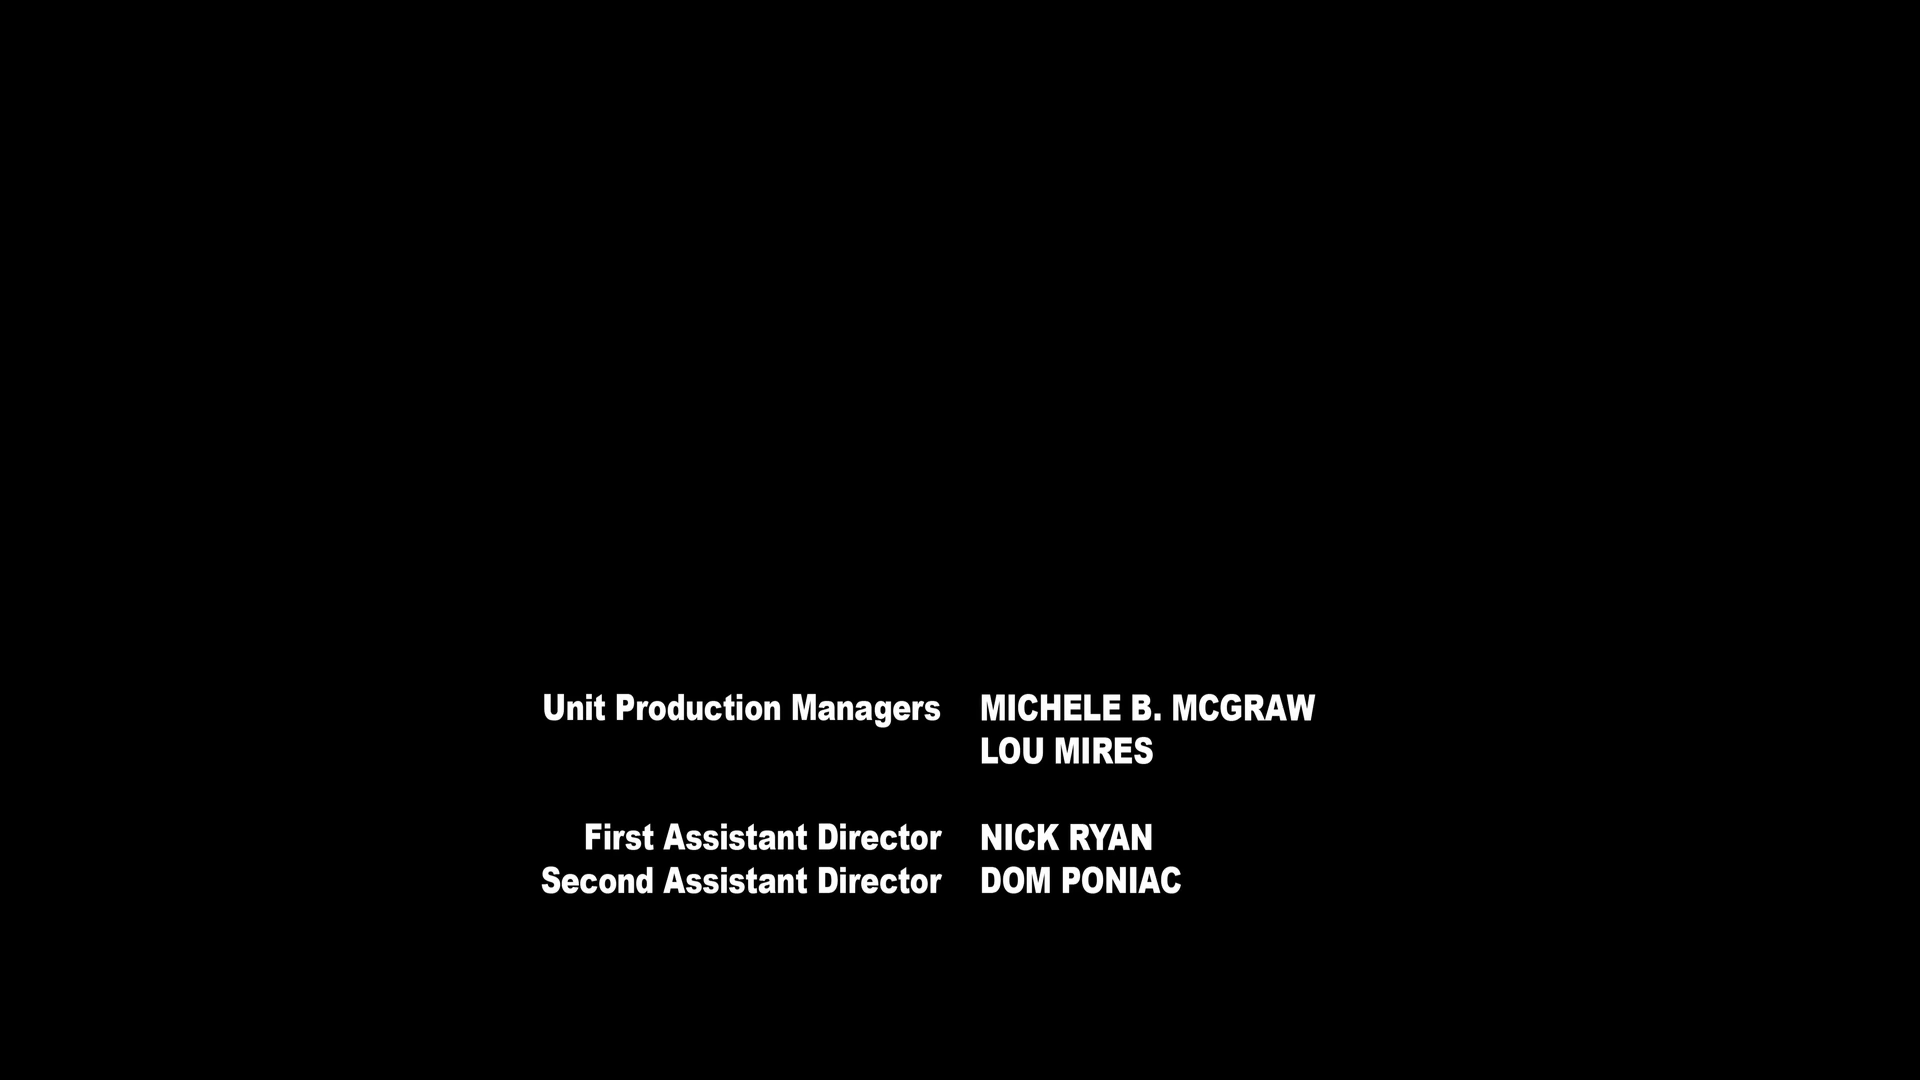 Unit Production Managers MICHELE B. MCGRAW
LOU MIRES
First Assistant Director NICK RYAN
Second Assistant Director DOM PONIAC